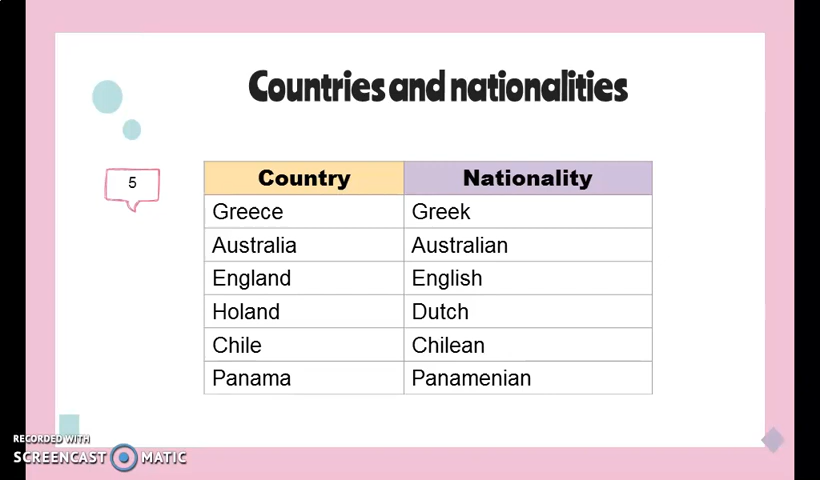 Countries and nationalities
5
Country Nationality
Greece Greek
Australia Australian
England English
Holand Dutch
Chile Chilean
Panama Panamenian
RECORDED WITH
SCREENCAST MATIC